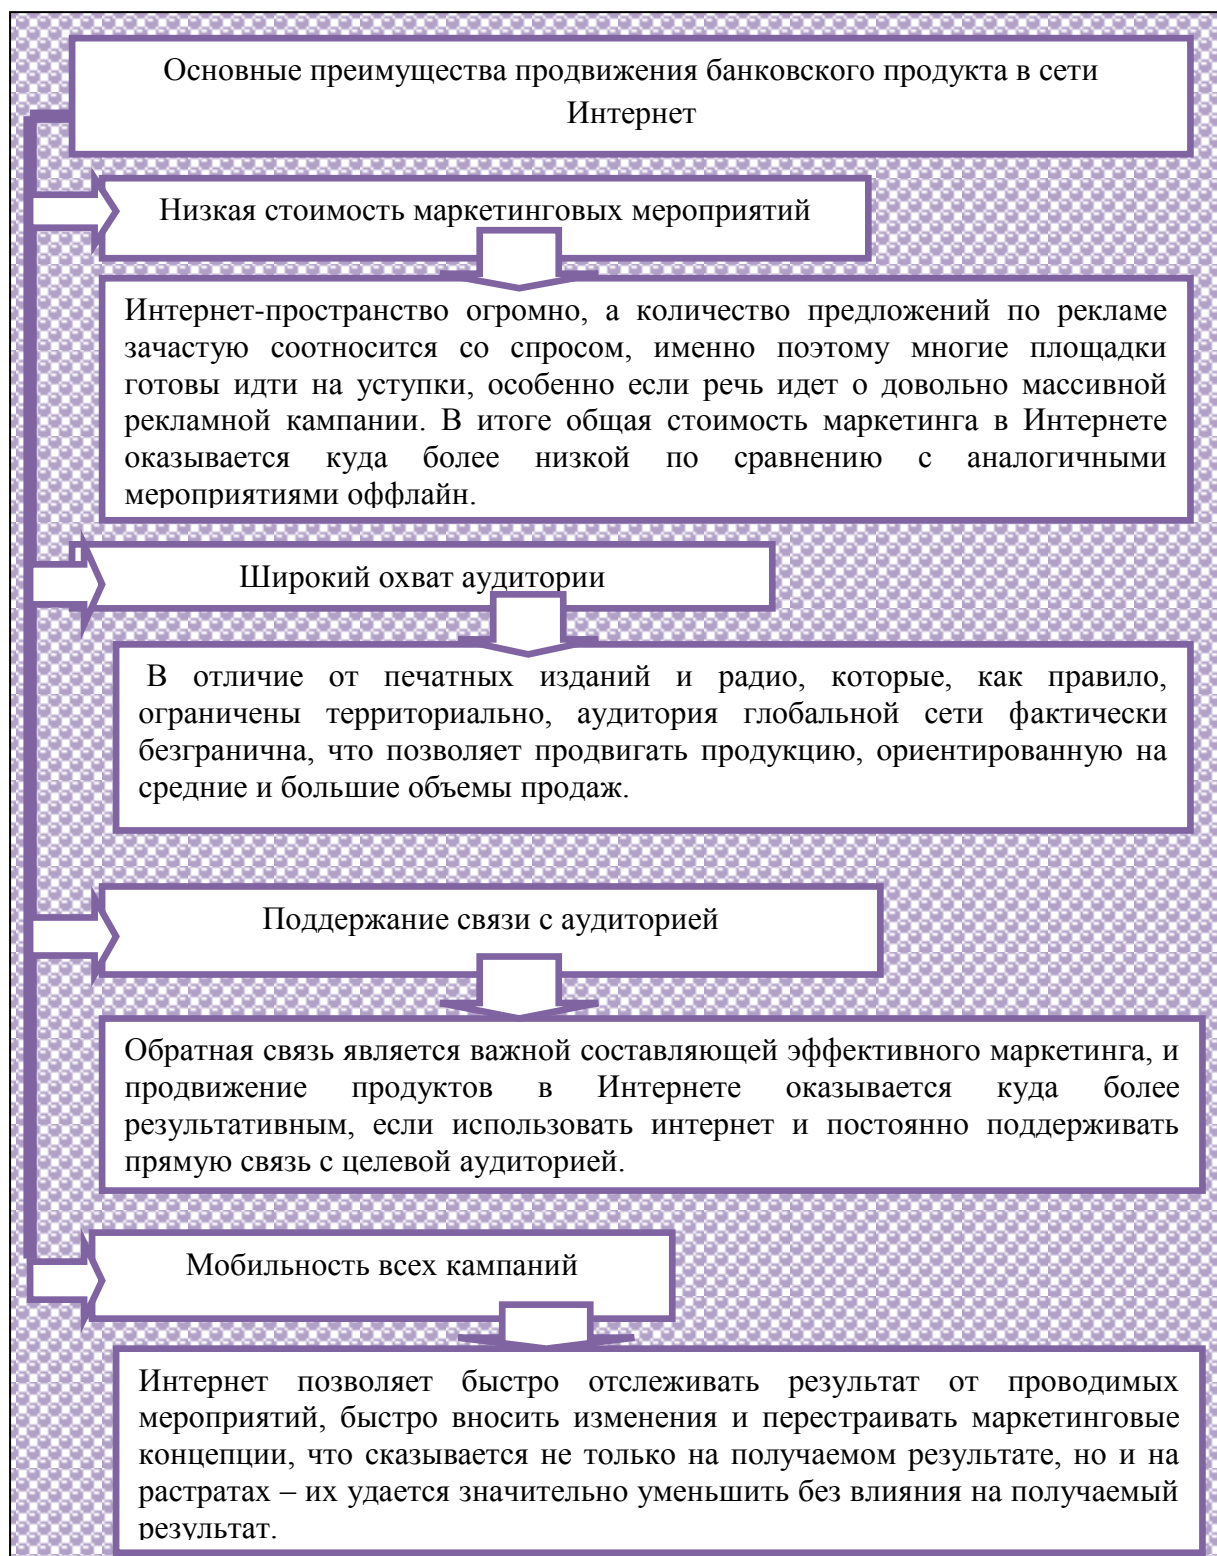 Основные преимущества продвижения банковского продукта в сети
Интернет
Низкая стоимость маркетинговых мероприятий
Интернет-пространство огромно, а количество предложений по рекламе
зачастую соотносится со спросом, именно поэтому многие площадки
готовы идти на уступки, особенно если речь идет о довольно массивной
рекламной кампании. В итоге общая стоимость маркетинга в Интернете
оказывается куда более низкой по сравнению с аналогичными
мероприятиями оффлайн.
Широкий охват аудитории
В отличие от печатных изданий и радио, которые, как правило,
ограничены территориально, аудитория глобальной сети фактически
безгранична, что позволяет продвигать продукцию, ориентированную на
средние и большие объемы продаж.
Поддержание связи с аудиторией
Обратная связь является важной составляющей эффективного маркетинга, и
продвижение продуктов в Интернете оказывается куда более
результативным, если использовать интернет и постоянно поддерживать
прямую связь с целевой аудиторией.
Мобильность всех кампаний
Интернет позволяет быстро отслеживать результат от проводимых
мероприятий, быстро вносить изменения и перестраивать маркетинговые
концепции, что сказывается не только на получаемом результате, но и на
растратах – их удается значительно уменьшить без влияния на получаемый
результат.